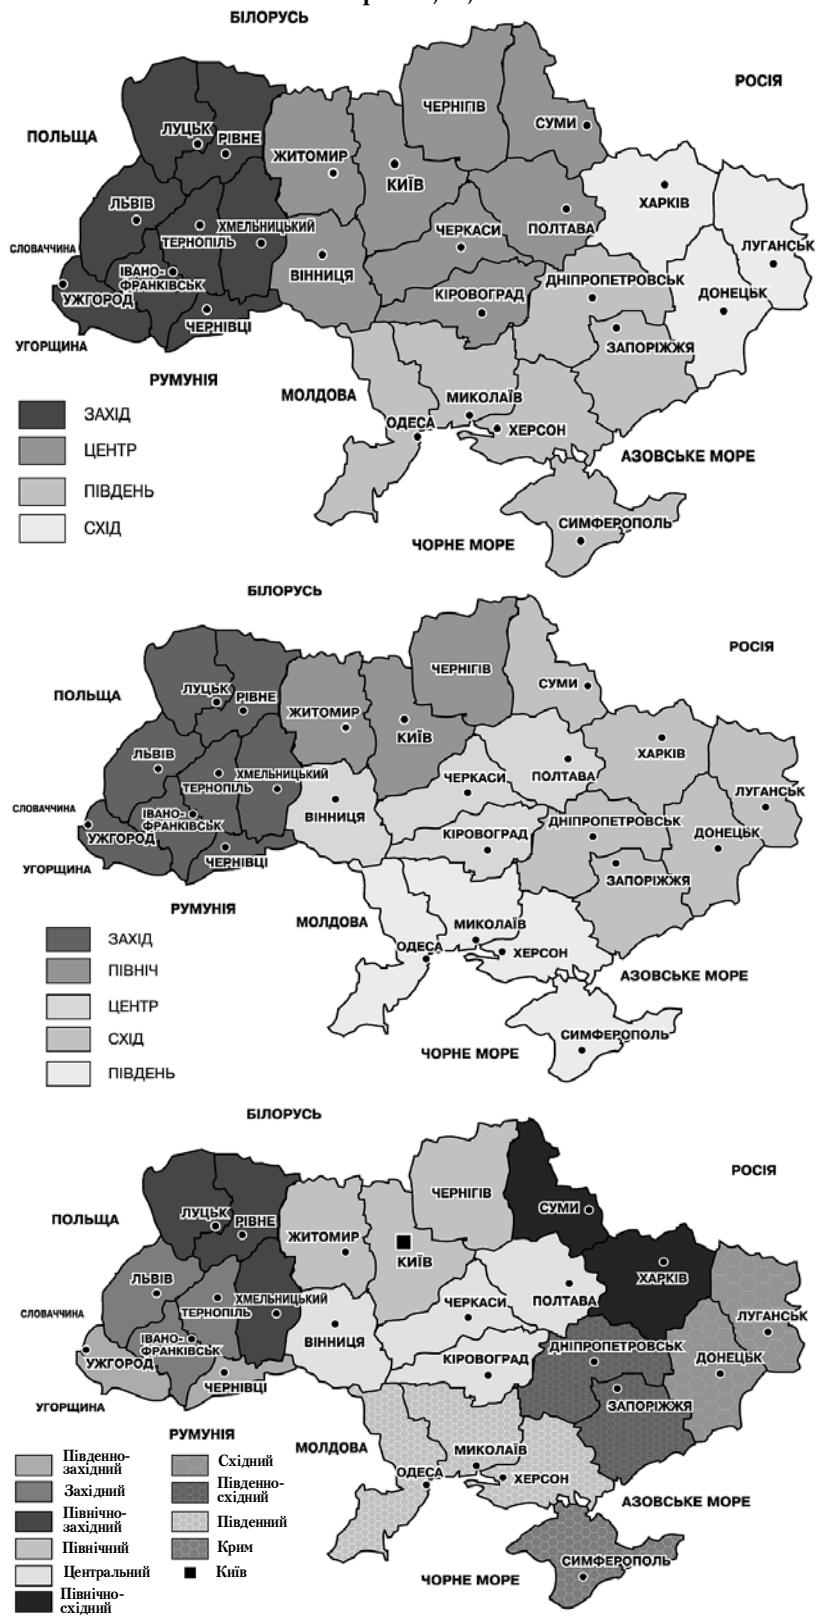 БІЛОРУСЬ
РОСІЯ
ЧЕРНІГІВ
СУМИ
ПОЛЬЩА
ЛУЦЬК
РІВНЕ
ЖИТОМИР
КИЇВ
ХАРКІВ
ЛЬВІВ
ТЕРНОПІЛЬ
ХМЕЛЬНИЦЬКИЙ
ЧЕРКАСИ
ПОЛТАВА
ЛУГАНСЬК
СЛОВАЧЧИНА
ІВАНО-
ФРАНКІВСЬК
ВІННИЦЯ
ДНІПРОПЕТРОВСЬК
УЖГОРОД
КІРОВОГРАД
ДОНЕЦЬК
ЧЕРНІВЦІ
УГОРЩИНА
ЗАПОРІЖЖЯ
РУМУНІЯ
МОЛДОВА
МИКОЛАЇВ
ОДЕСА
ХЕРСОН
АЗОВСЬКЕ МОРЕ
СИМФЕРОПОЛЬ
ЧОРНЕ МОРЕ
ЗАХІД
ЦЕНТР
ПІВДЕНЬ
СХІД
БІЛОРУСЬ
РОСІЯ
ЧЕРНІГІВ
СУМИ
ПОЛЬЩА
ЛУЦЬК
РІВНЕ
ЖИТОМИР
КИЇВ
ХАРКІВ
ЛЬВІВ
ТЕРНОПІЛЬ
ХМЕЛЬНИЦЬКИЙ
ЧЕРКАСИ
ПОЛТАВА
ЛУГАНСЬК
СЛОВАЧЧИНА
ІВАНО-
ФРАНКІВСЬК
ВІННИЦЯ
ДНІПРОПЕТРОВСЬК
УЖГОРОД
КІРОВОГРАД
ДОНЕЦЬК
ЧЕРНІВЦІ
УГОРЩИНА
ЗАПОРІЖЖЯ
РУМУНІЯ
МОЛДОВА
МИКОЛАЇВ
ОДЕСА
ХЕРСОН
АЗОВСЬКЕ МОРЕ
СИМФЕРОПОЛЬ
ЧОРНЕ МОРЕ
ЗАХІД
ПІВНІЧ
ЦЕНТР
СХІД
ПІВДЕНЬ
БІЛОРУСЬ
РОСІЯ
ЧЕРНІГІВ
СУМИ
ПОЛЬЩА
ЛУЦЬК
РІВНЕ
ЖИТОМИР
КИЇВ
ХАРКІВ
ЛЬВІВ
ТЕРНОПІЛЬ
ХМЕЛЬНИЦЬКИЙ
ЧЕРКАСИ
ПОЛТАВА
ЛУГАНСЬК
СЛОВАЧЧИНА
ІВАНО-
ФРАНКІВСЬК
ВІННИЦЯ
ДНІПРОПЕТРОВСЬК
УЖГОРОД
КІРОВОГРАД
ДОНЕЦЬК
ЧЕРНІВЦІ
УГОРЩИНА
ЗАПОРІЖЖЯ
РУМУНІЯ
МОЛДОВА
МИКОЛАЇВ
ОДЕСА
ХЕРСОН
АЗОВСЬКЕ МОРЕ
СИМФЕРОПОЛЬ
ЧОРНЕ МОРЕ
Південно-
західний
Західний
Північно-
західний
Північний
Центральний
Північно-
східний
Східний
Південно-
східний
Південний
Крим
Київ